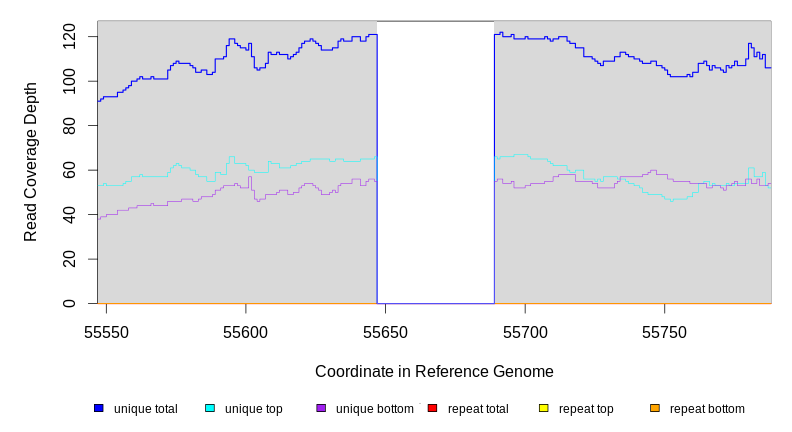 120
100
80
60
40
20
0
Read Coverage Depth
55550 55600 55650 55700 55750
Coordinate in Reference Genome
unique total unique top unique bottom repeat total repeat top repeat bottom